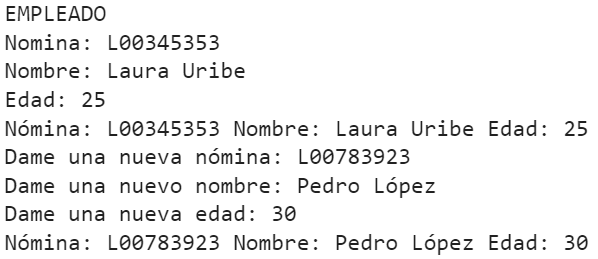 EMPLEADO
Nomina: L00345353
Nombre: Laura Uribe
Edad: 25
Nómina: L00345353 Nombre: Laura Uribe Edad: 25
Dame una nueva nómina: L00783923
Dame una nuevo nombre: Pedro López
Dame una nueva edad: 30
Nómina: L00783923 Nombre: Pedro López Edad: 30